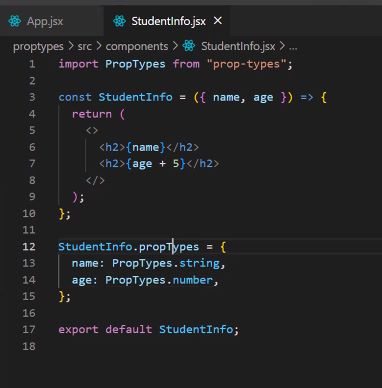 App.jsx StudentInfo.jsx ×
proptypes > src > components > StudentInfo.jsx > ...
1 import PropTypes from "prop-types";
2
3 const StudentInfo = ({ name, age }) => {
4   return (
5     <>
6       <h2>{name}</h2>
7       <h2>{age + 5}</h2>
8     </>
9   );
10 };
11
12 StudentInfo.propTypes = {
13   name: PropTypes.string,
14   age: PropTypes.number,
15 };
16
17 export default StudentInfo;
18